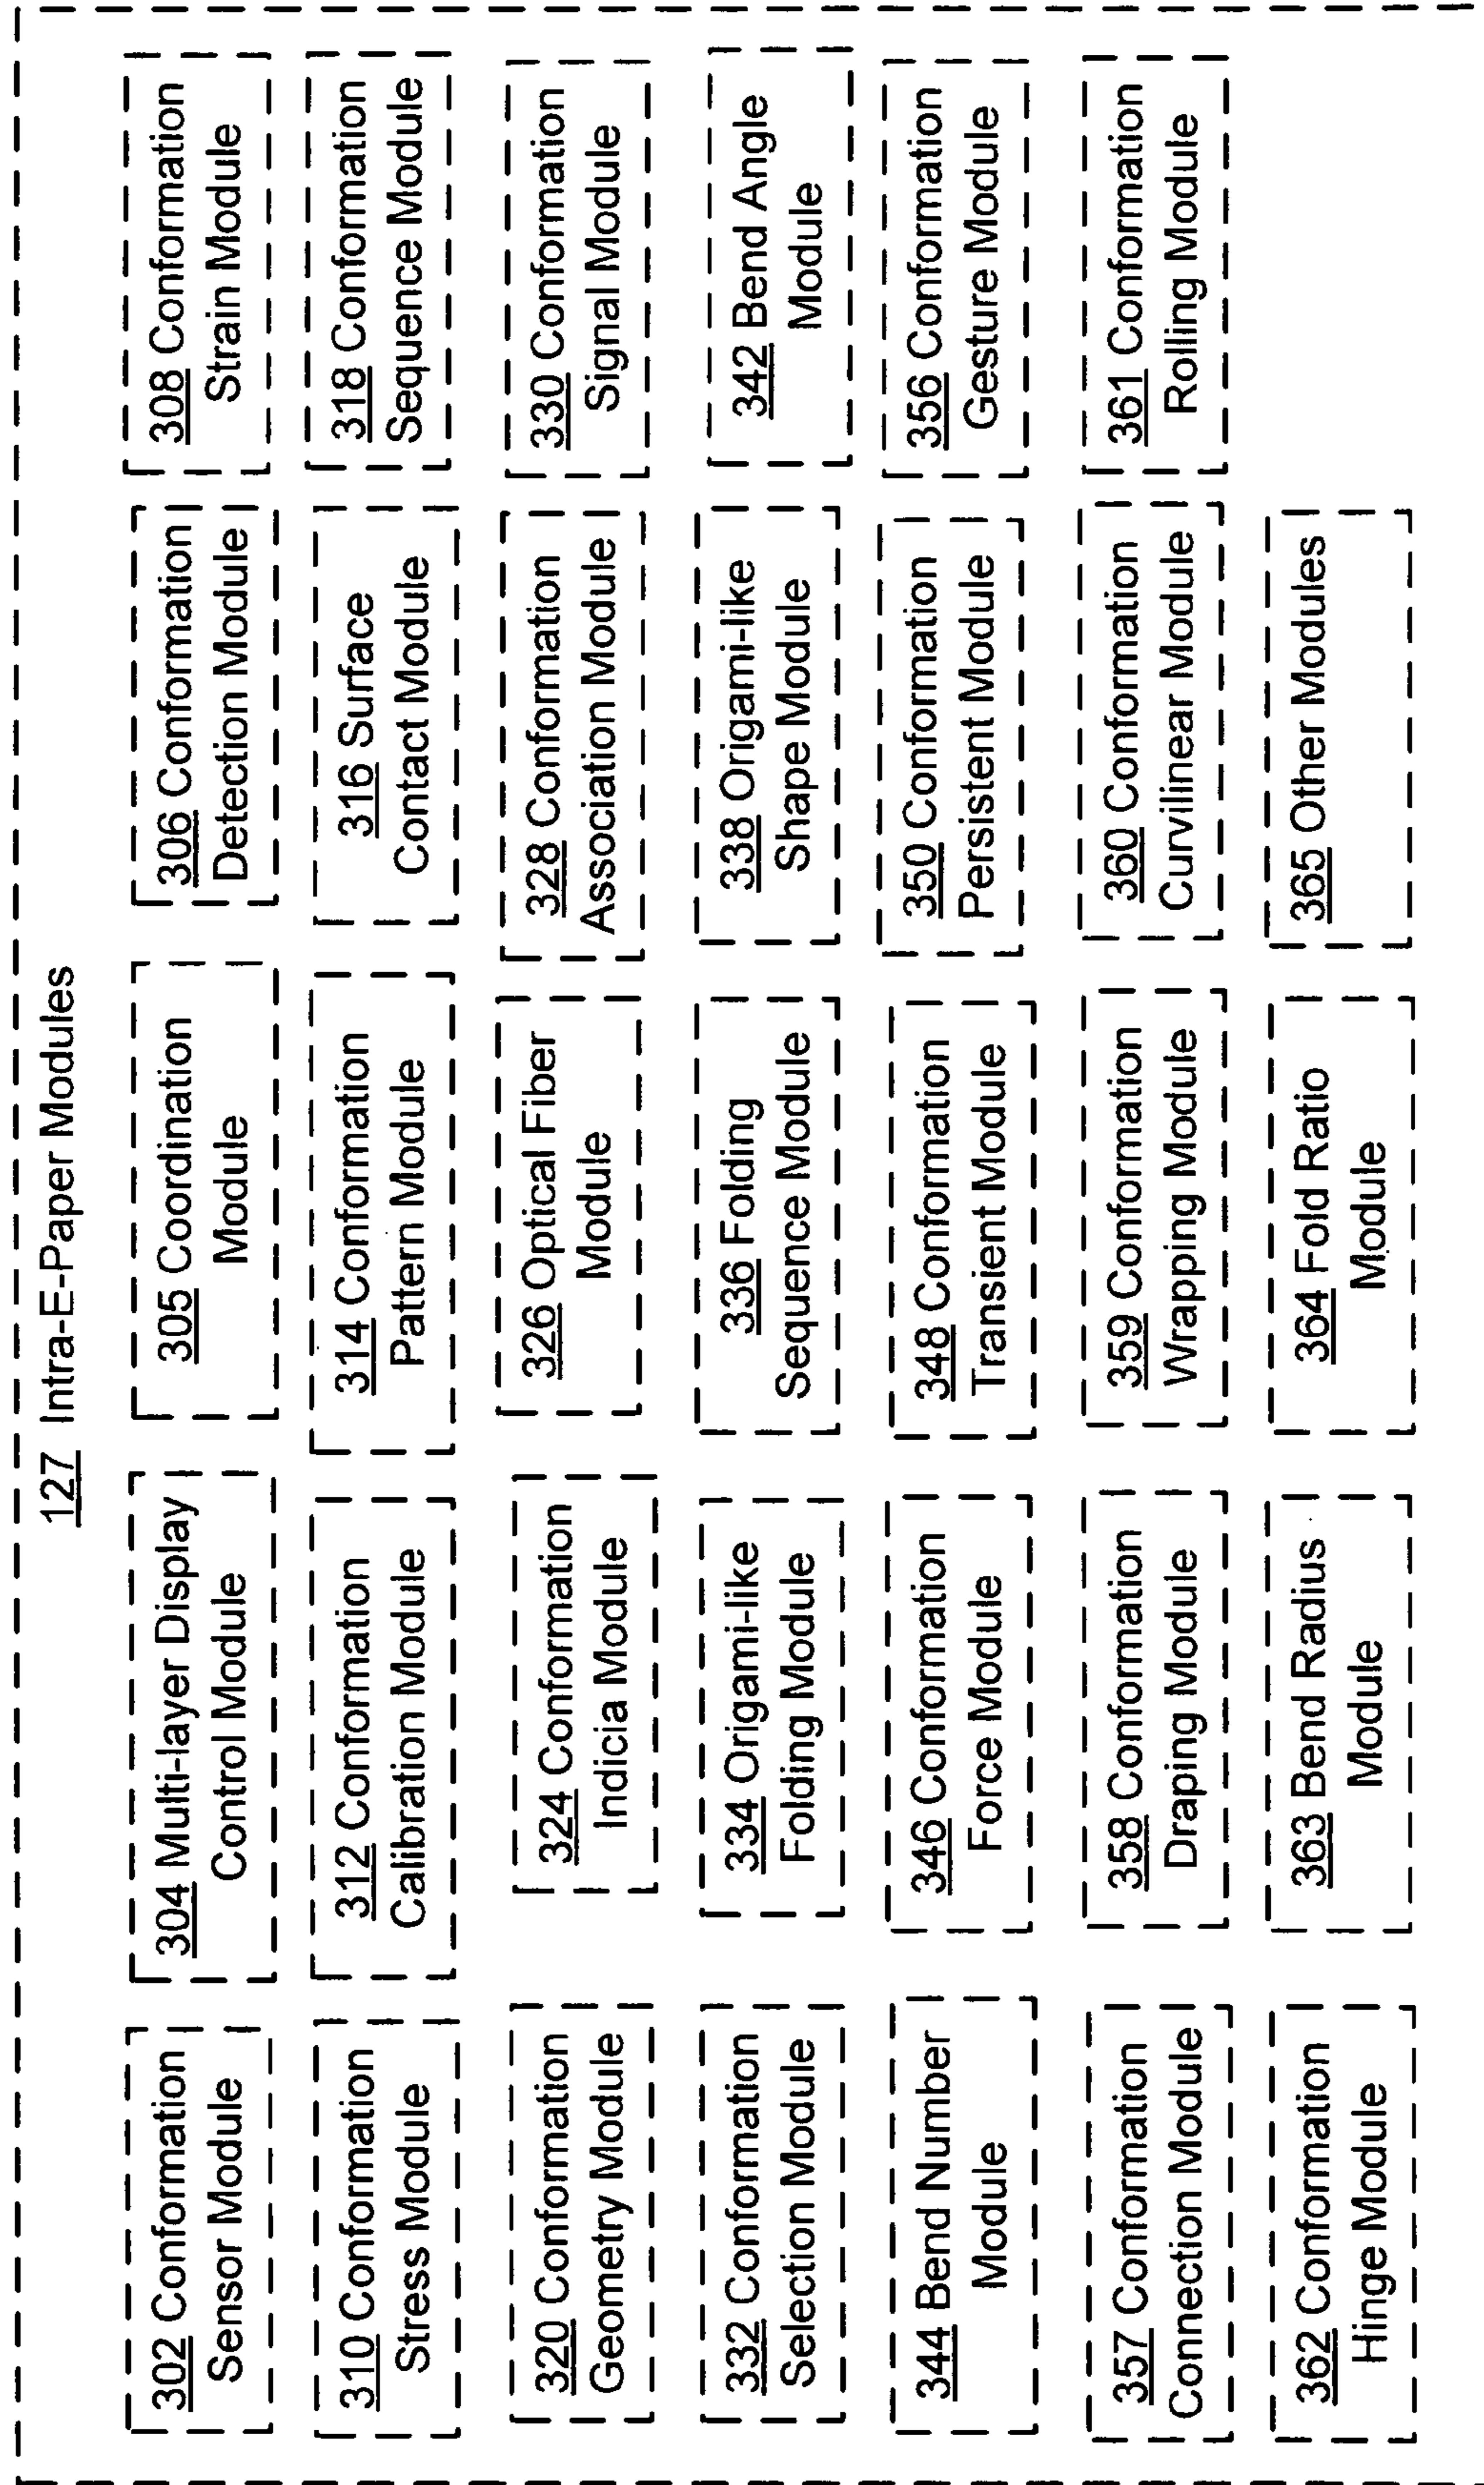 127 Intra-E-Paper Modules
302 Conformation
Sensor Module
304 Multi-layer Display
Control Module
305 Coordination
Module
306 Conformation
Detection Module
308 Conformation
Strain Module
310 Conformation
Stress Module
312 Conformation
Calibration Module
314 Conformation
Pattern Module
316 Surface
Contact Module
318 Conformation
Sequence Module
320 Conformation
Geometry Module
324 Conformation
Indicia Module
326 Optical Fiber
Module
328 Conformation
Association Module
330 Conformation
Signal Module
332 Conformation
Selection Module
334 Origami-like
Folding Module
336 Folding
Sequence Module
338 Origami-like
Shape Module
342 Bend Angle
Module
344 Bend Number
Module
346 Conformation
Force Module
348 Conformation
Transient Module
350 Conformation
Persistent Module
356 Conformation
Gesture Module
357 Conformation
Connection Module
358 Conformation
Draping Module
359 Conformation
Wrapping Module
360 Conformation
Curvilinear Module
361 Conformation
Rolling Module
362 Conformation
Hinge Module
363 Bend Radius
Module
364 Fold Ratio
Module
365 Other Modules